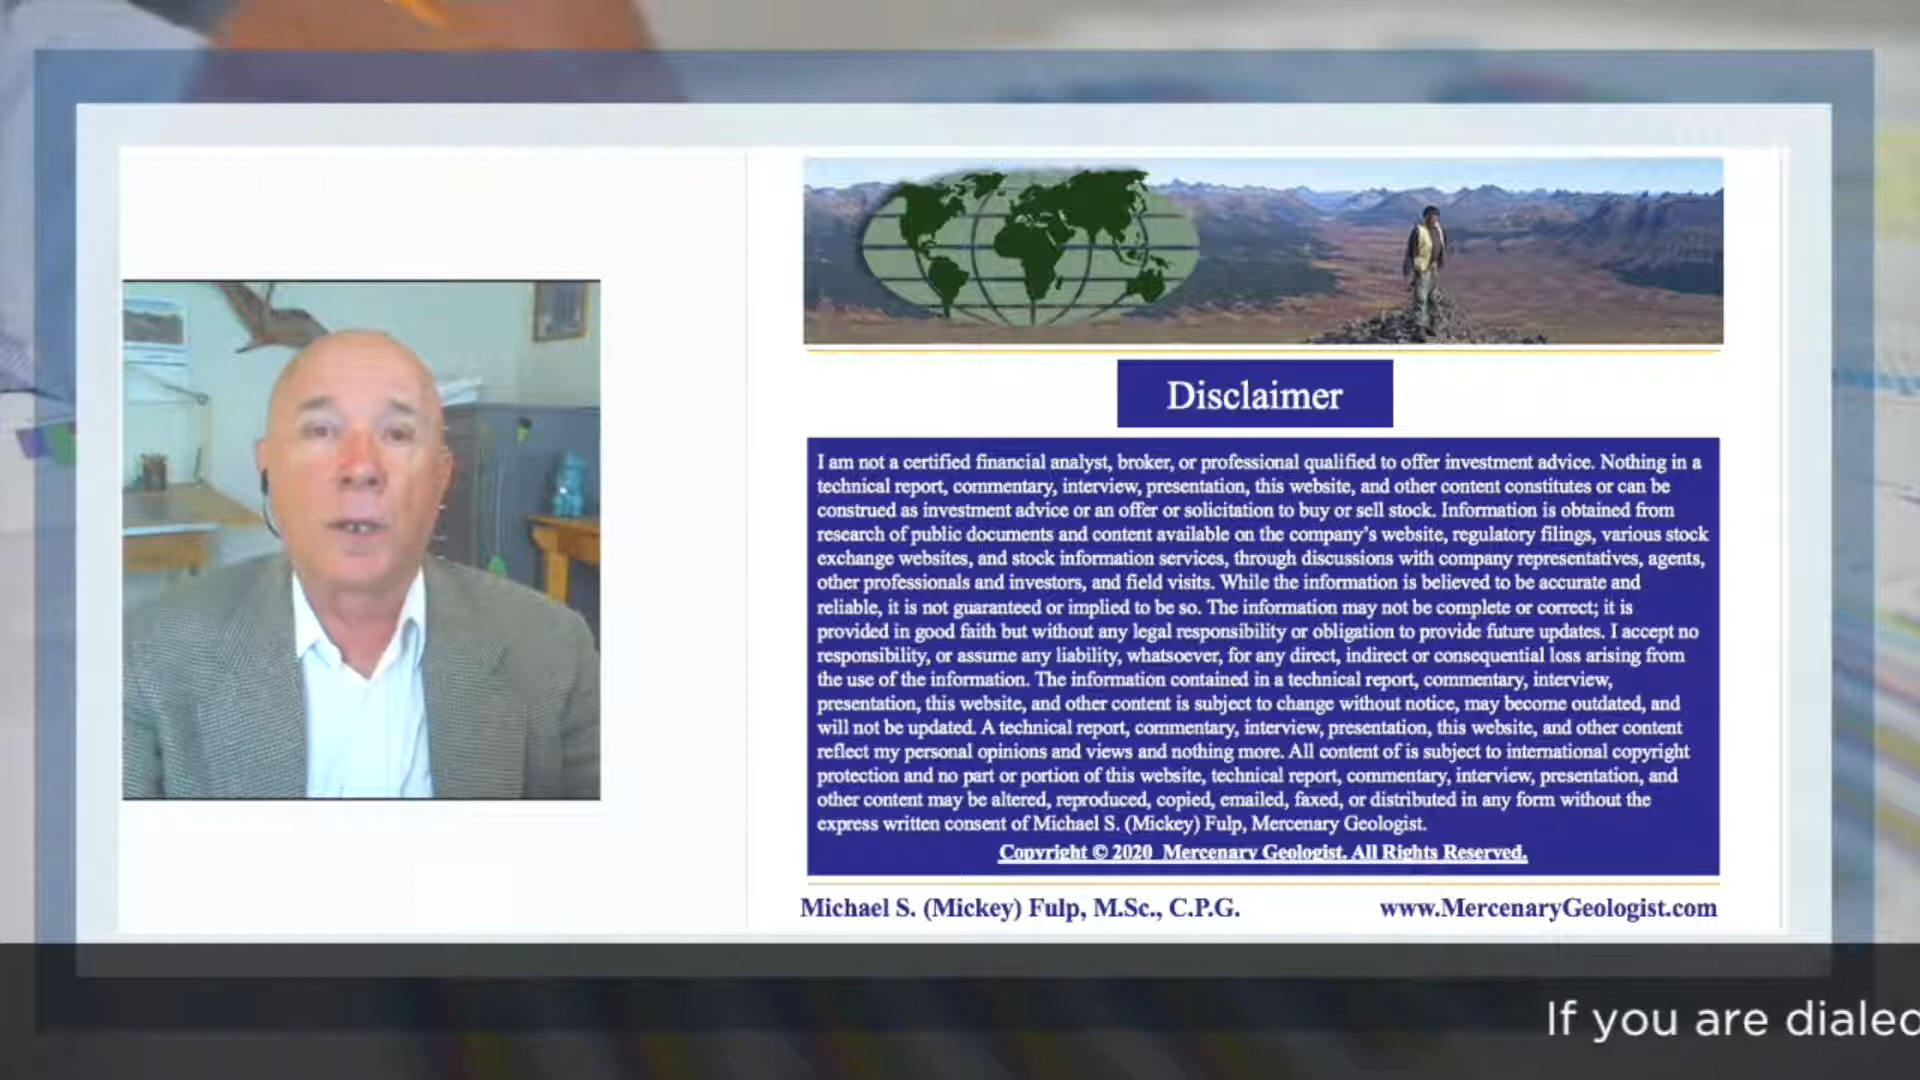 Disclaimer
I am not a certified financial analyst, broker, or professional qualified to offer investment advice. Nothing in a
technical report, commentary, interview, presentation, this website, and other content constitutes or can be
construed as investment advice or an offer or solicitation to buy or sell stock. Information is obtained from
research of public documents and content available on the company's website, regulatory filings, various stock
exchange websites, and stock information services, through discussions with company representatives, agents,
other professionals and investors, and field visits. While the information is believed to be accurate and
reliable, it is not guaranteed or implied to be so. The information may not be complete or correct; it is
provided in good faith but without any legal responsibility or obligation to provide future updates. I accept no
responsibility, or assume any liability, whatsoever, for any direct, indirect or consequential loss arising from
the use of the information. The information contained in a technical report, commentary, interview,
presentation, this website, and other content is subject to change without notice, may become outdated, and
will not be updated. A technical report, commentary, interview, presentation, this website, and other content
reflect my personal opinions and views and nothing more. All content of is subject to international copyright
protection and no part or portion of this website, technical report, commentary, interview, presentation, and
other content may be altered, reproduced, copied, emailed, faxed, or distributed in any form without the
express written consent of Michael S. (Mickey) Fulp, Mercenary Geologist.
Copyright © 2020 Mercenary Geologist. All Rights Reserved.
Michael S. (Mickey) Fulp, M.Sc., C.P.G.
www.MercenaryGeologist.com
If you are dialed